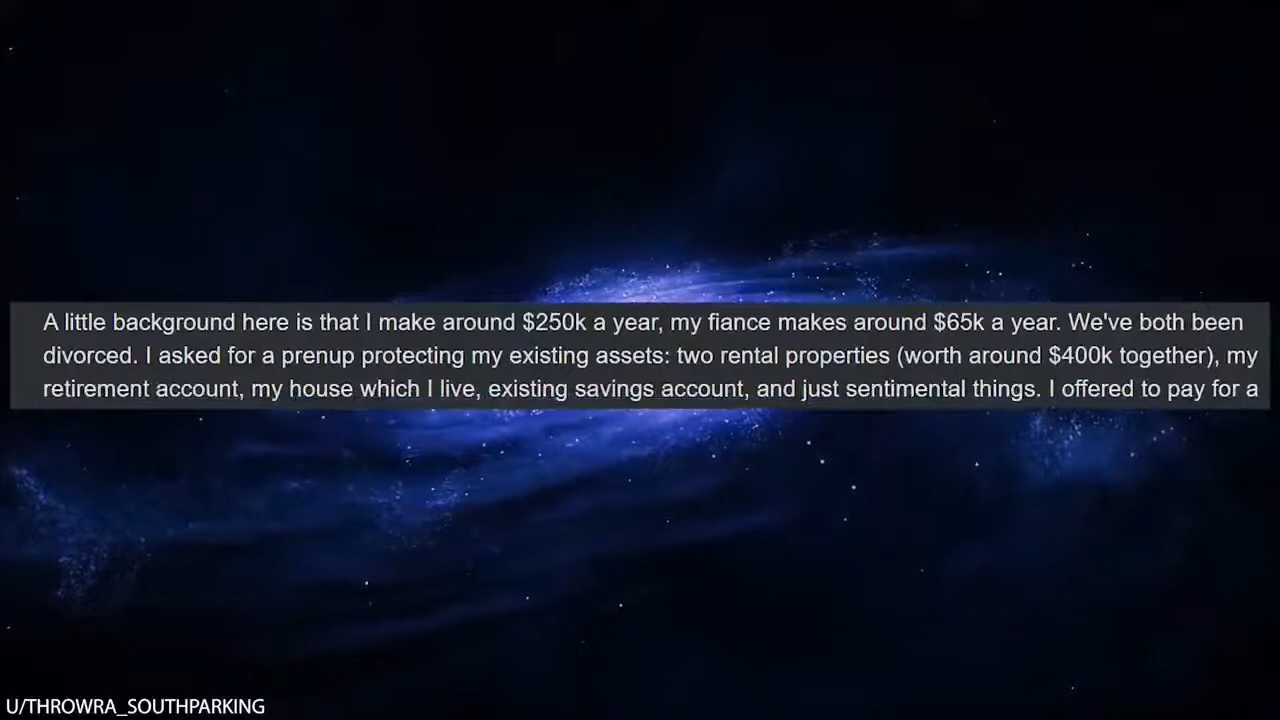 A little background here is that I make around $250k a year, my fiance makes around $65k a year. We've both been
divorced. I asked for a prenup protecting my existing assets: two rental properties (worth around $400k together), my
retirement account, my house which I live, existing savings account, and just sentimental things. I offered to pay for a
U/THROWRA_SOUTHPARKING